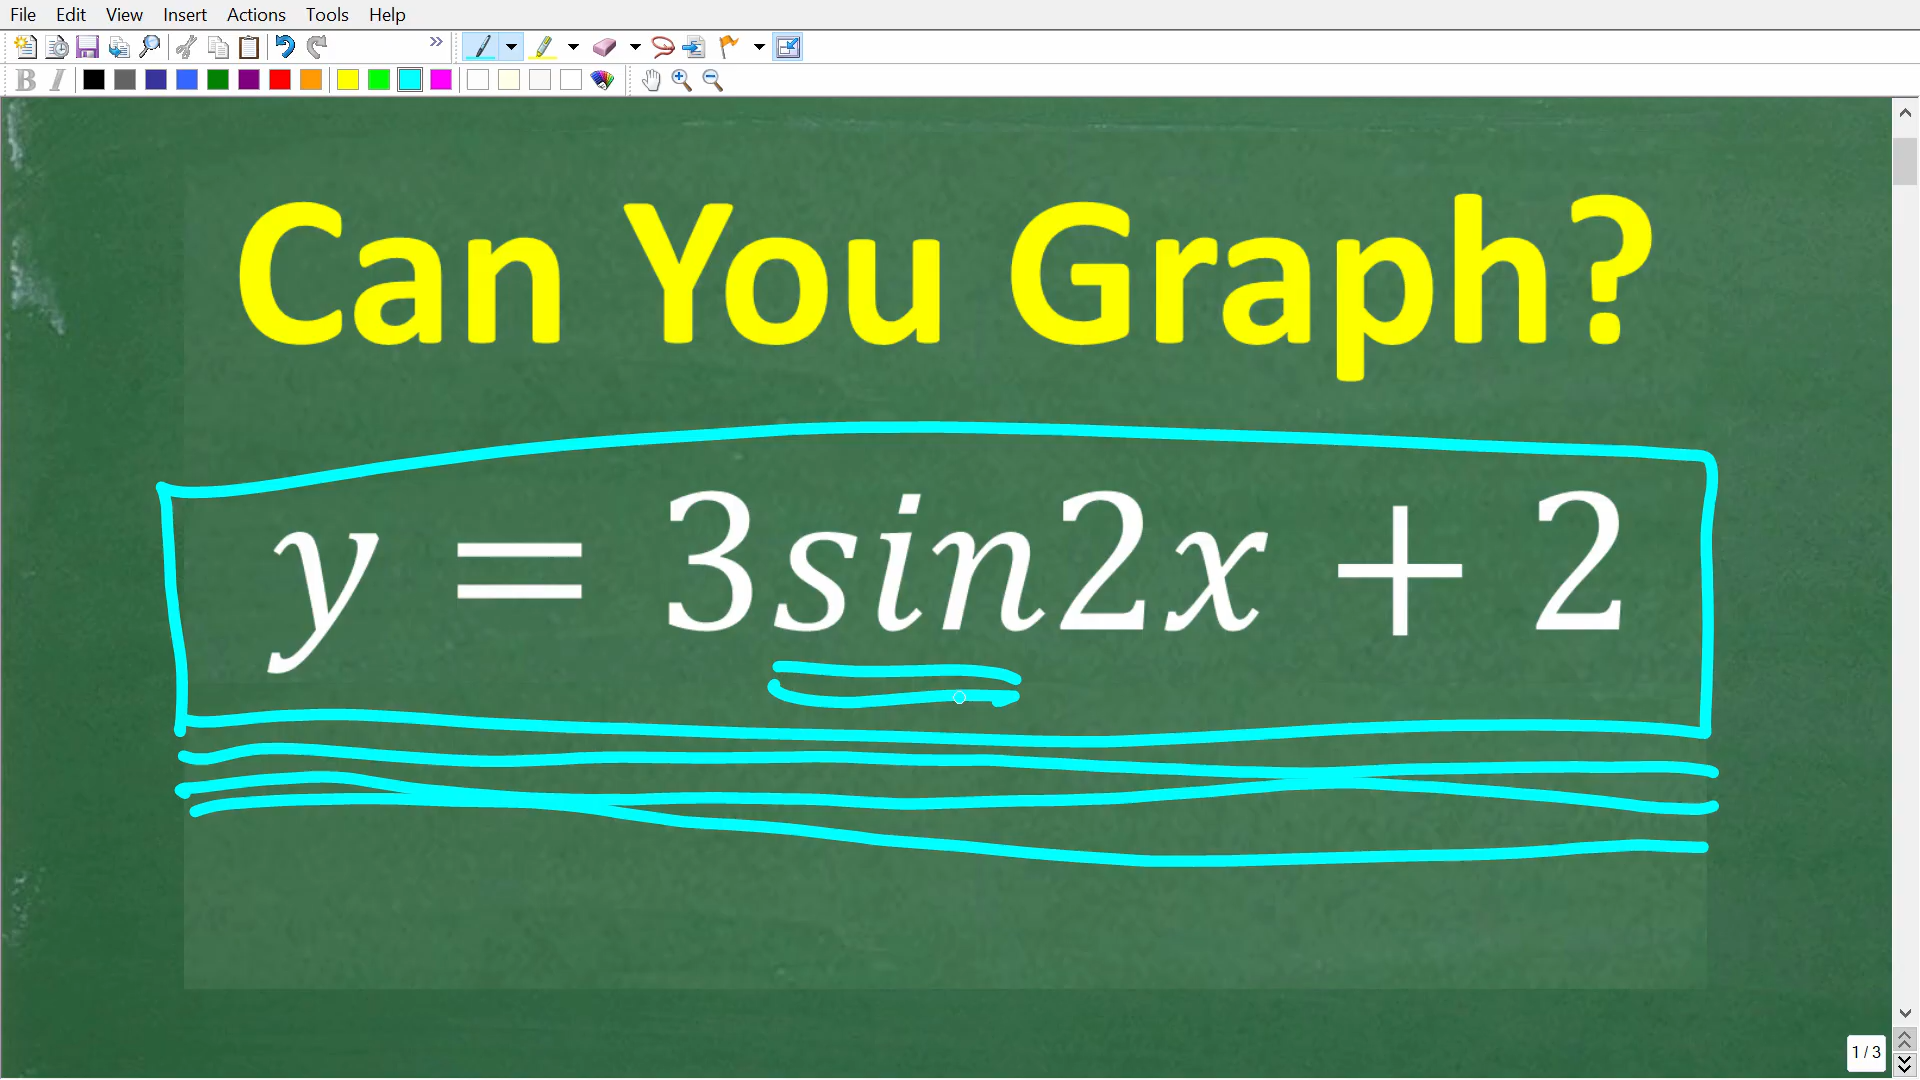 File Edit View Insert Actions Tools Help
B I
Can You Graph?
y = 3sin2x + 2
1 / 3